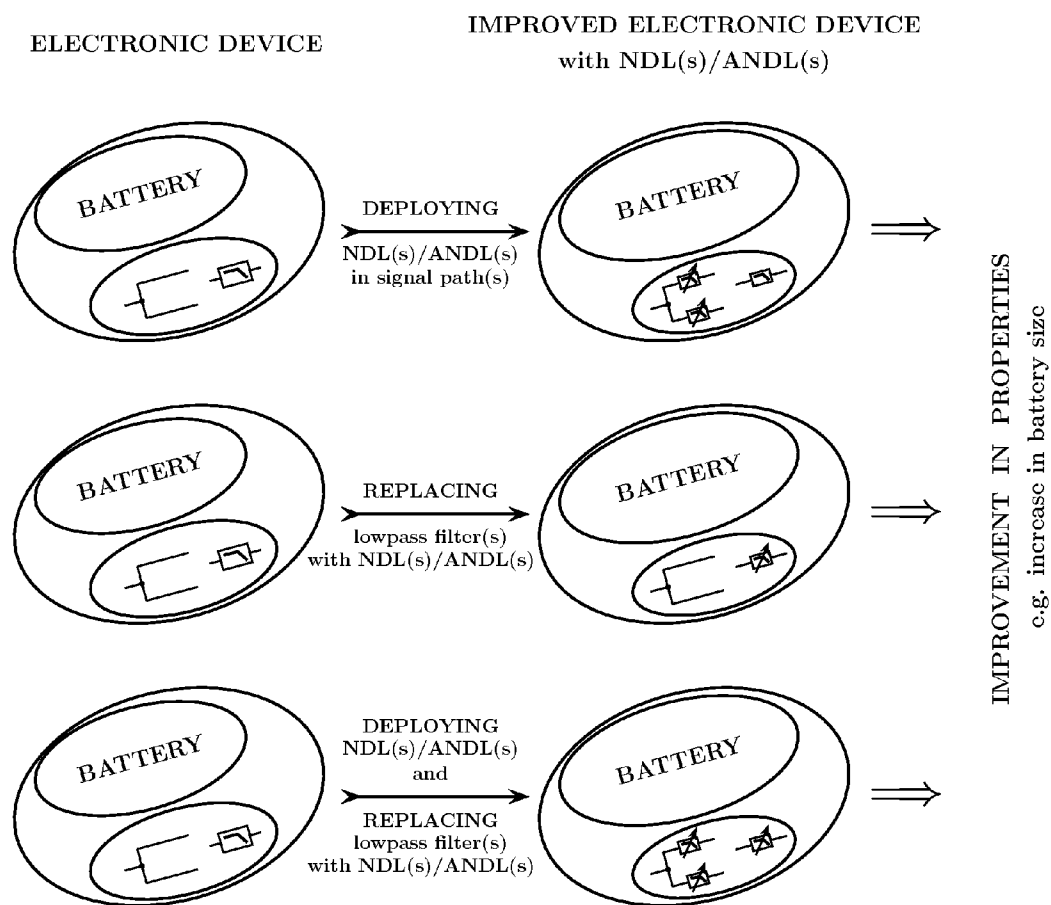 ELECTRONIC DEVICE
IMPROVED ELECTRONIC DEVICE
with NDL(s)/ANDL(s)
BATTERY
DEPLOYING
NDL(s)/ANDL(s)
in signal path(s)
BATTERY
BATTERY
REPLACING
lowpass filter(s)
with NDL(s)/ANDL(s)
BATTERY
BATTERY
DEPLOYING
NDL(s)/ANDL(s)
and
REPLACING
lowpass filter(s)
with NDL(s)/ANDL(s)
BATTERY
IMPROVEMENT IN PROPERTIES
e.g. increase in battery size